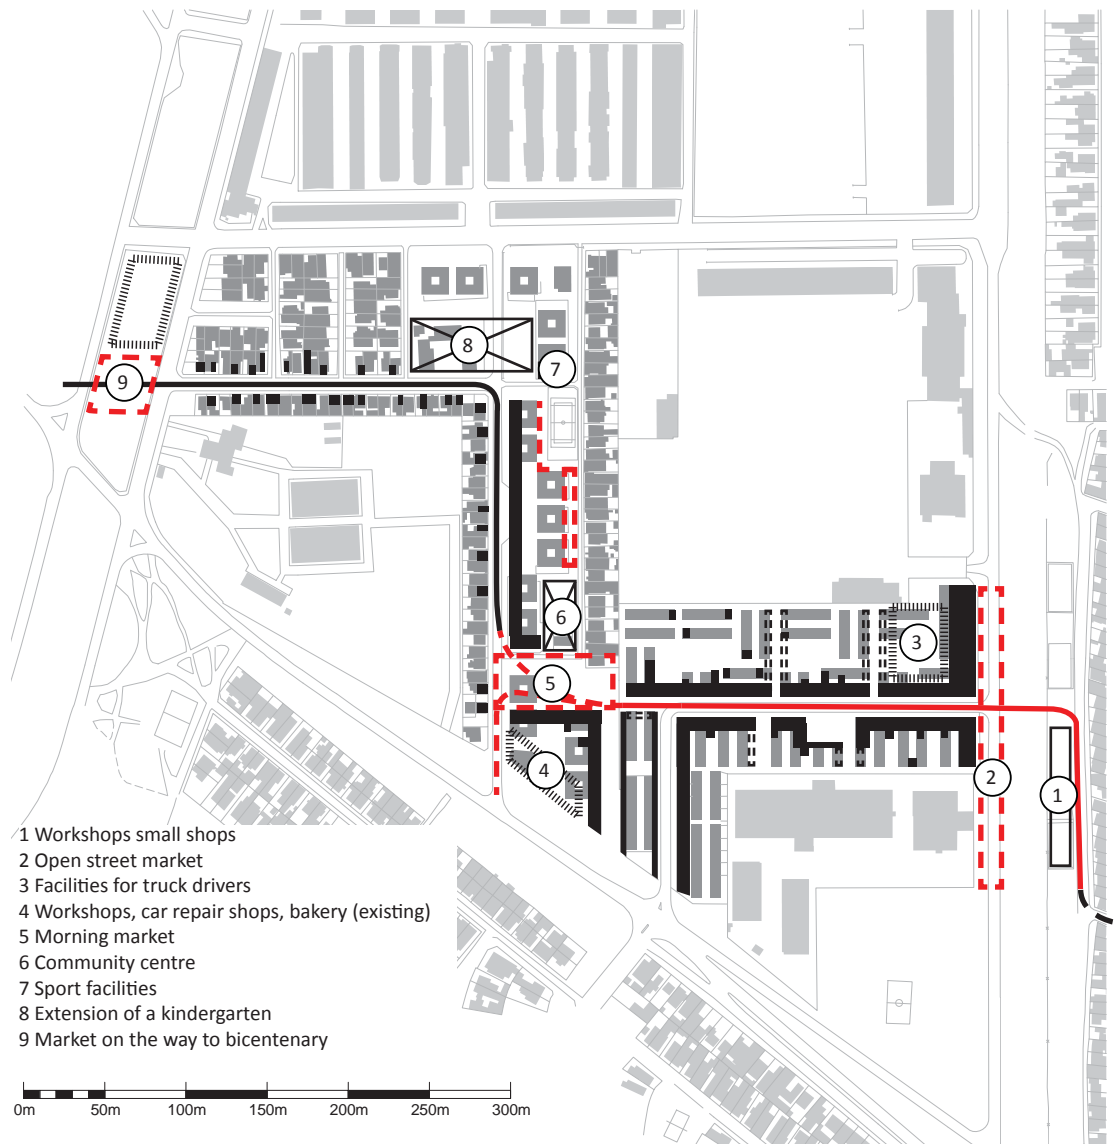 8
7
9
6
3
5
4
2
1
1 Workshops small shops
2 Open street market
3 Facilities for truck drivers
4 Workshops, car repair shops, bakery (existing)
5 Morning market
6 Community centre
7 Sport facilities
8 Extension of a kindergarten
9 Market on the way to bicentenary
0m 50m 100m 150m 200m 250m 300m